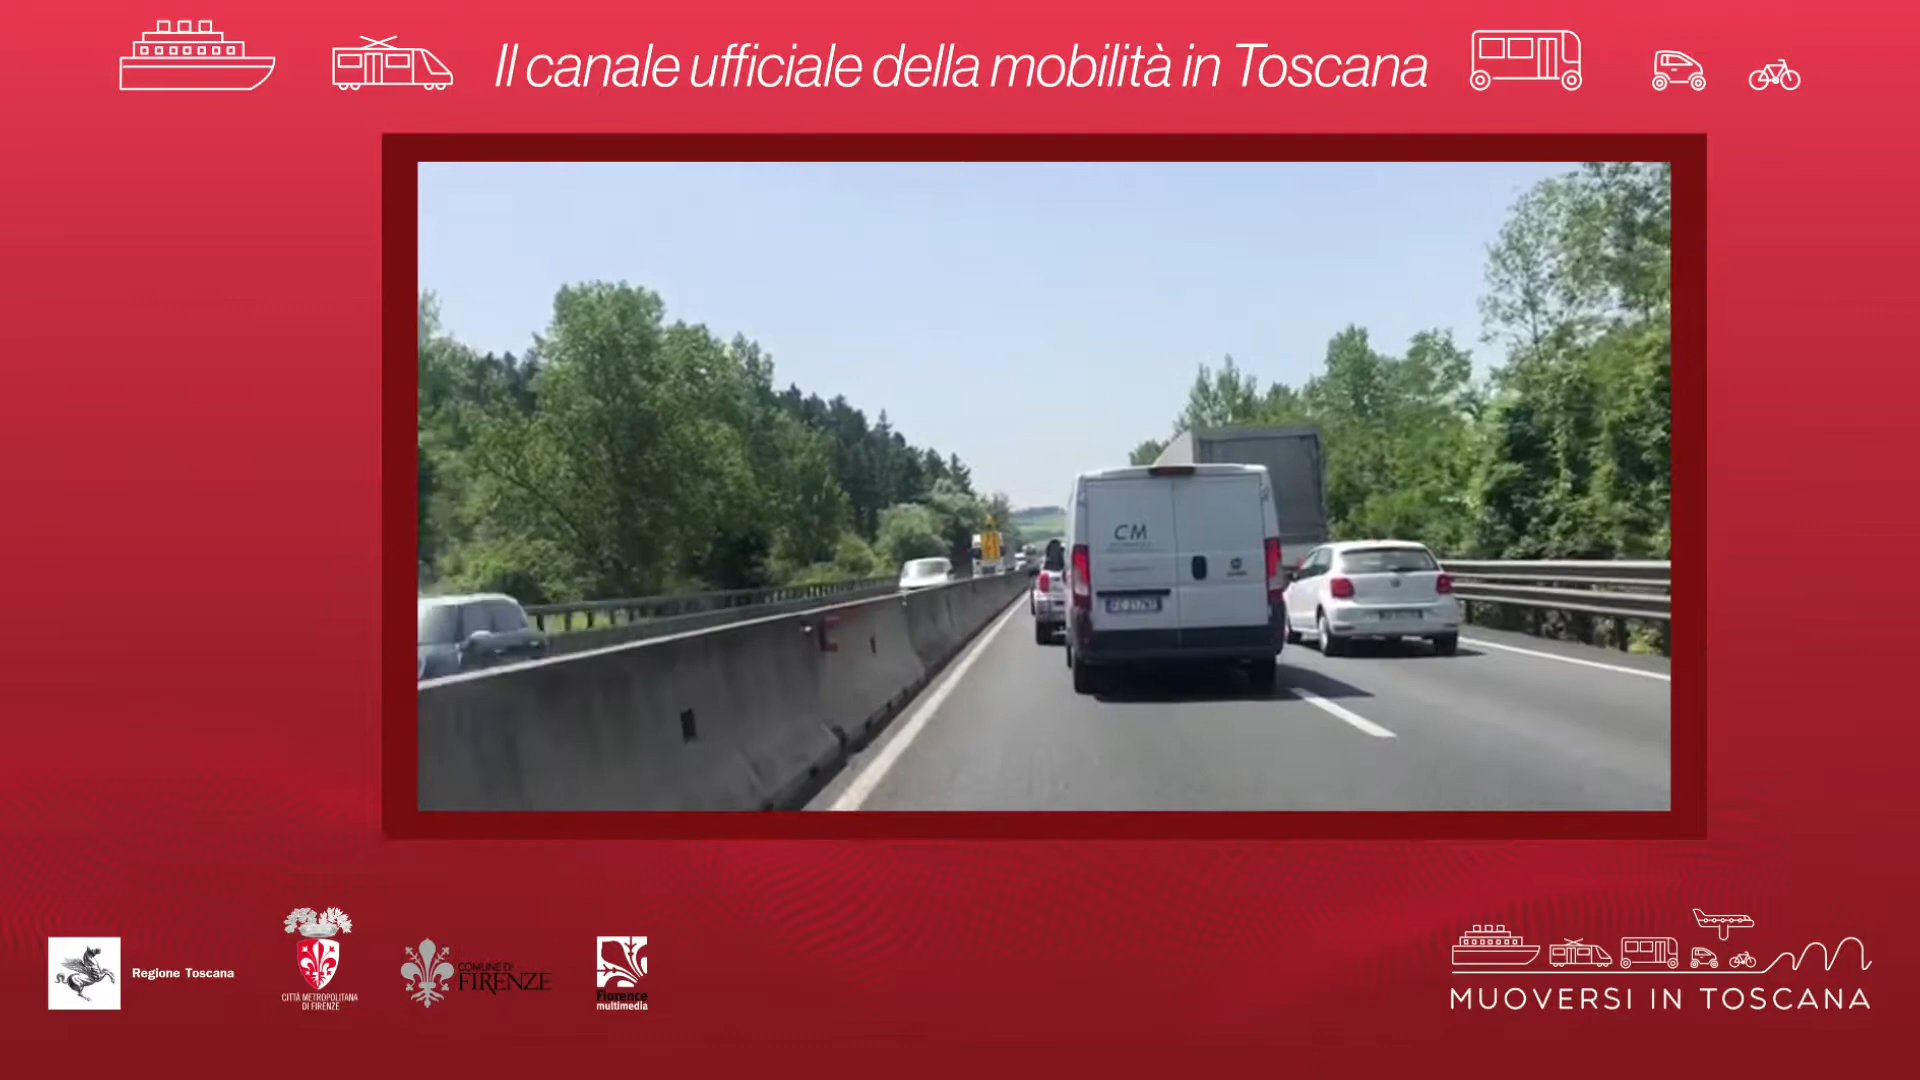 Il canale ufficiale della mobilità in Toscana
CM
Regione Toscana
CITTÀ METROPOLITANA
DI FIRENZE
COMUNE DI
FIRENZE
Florence
multimedia
MUOVERSI IN TOSCANA